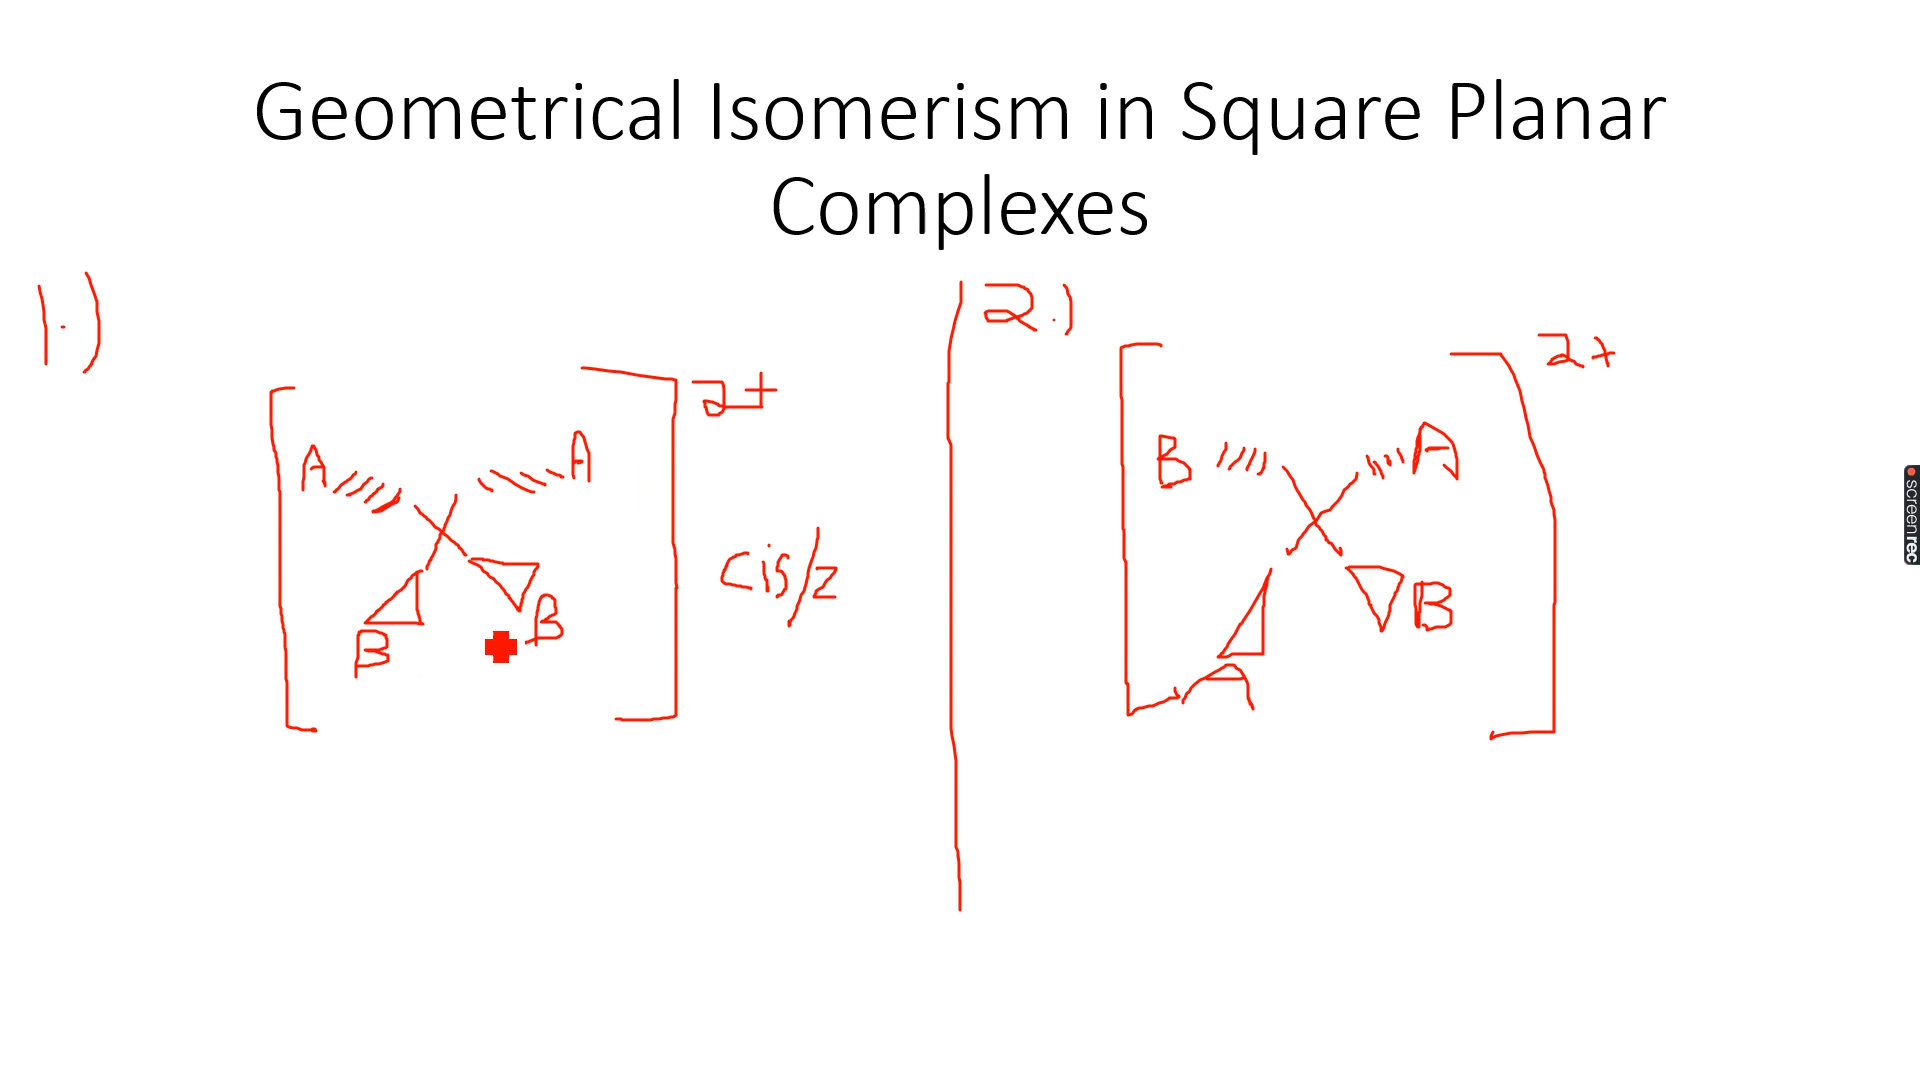 Geometrical Isomerism in Square Planar
Complexes
1.)
2+
A A
B B
cis/z
2.)
2+
B A
B
A
screenrec